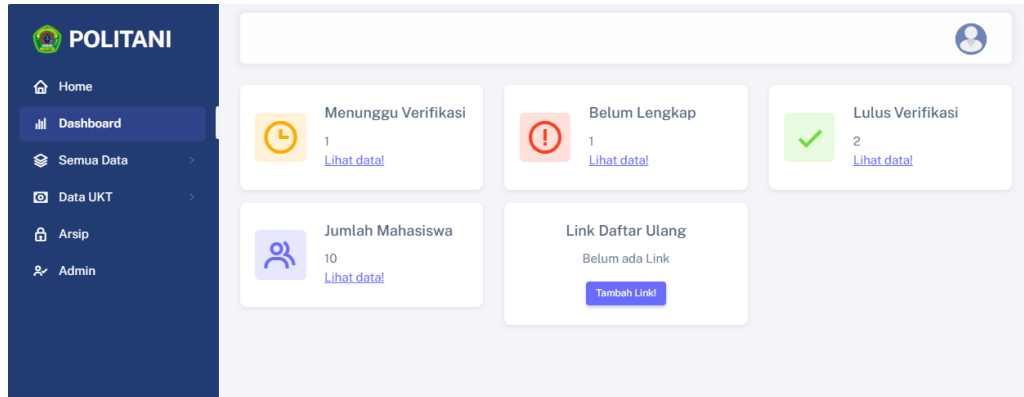 POLITANI
Home
Dashboard
Semua Data
Data UKT
Arsip
Admin
Menunggu Verifikasi
1
Lihat data!
Belum Lengkap
1
Lihat data!
Lulus Verifikasi
2
Lihat data!
Jumlah Mahasiswa
10
Lihat data!
Link Daftar Ulang
Belum ada Link
Tambah Link!